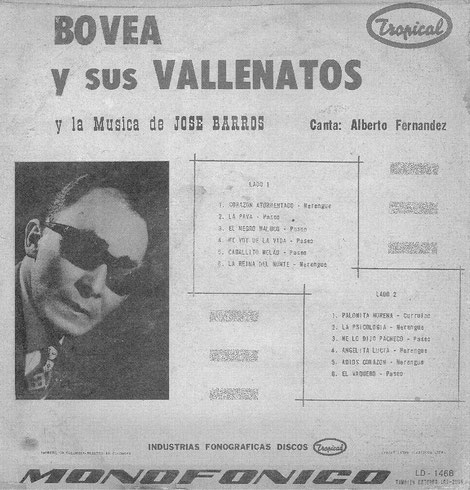 BOVEA
y sus VALLENATOS
Tropical
y la Musica de JOSE BARROS
Canta: Alberto Fernandez
LADO 1
1. CORAZON ATORMENTADO - Merengue
2. LA PAVA - Paseo
3. EL NEGRO MALUCO - Paseo
4. ME VOY DE LA VIDA - Paseo
5. CABALLITO MELAO - Paseo
6. LA REINA DEL NORTE - Merengue
LADO 2
1. PALOMITA MORENA -
2. LA PSICOLOGIA - Merengue
3. ME LO DIJO PACHECO - Paseo
4. ANGELITA LUCIA - Merengue
5. ADIOS CORAZON - Merengue
6. EL VAQUERO - Paseo
INDUSTRIAS FONOGRAFICAS DISCOS Tropical
MONOFONICO
LD - 1468